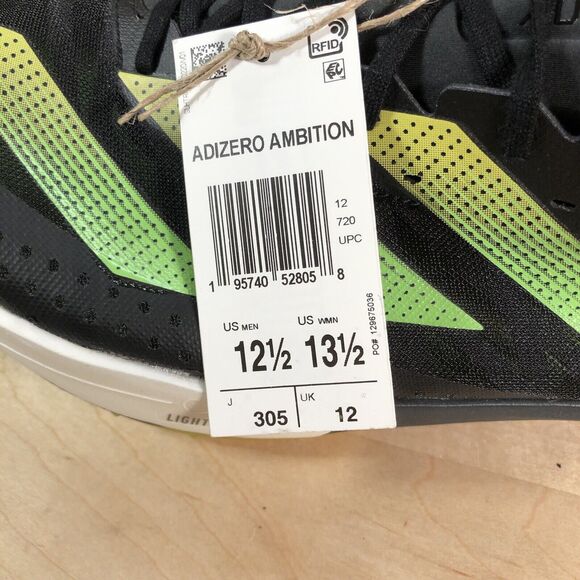 RFID
ADIZERO AMBITION
12
720
UPC
1 95740 52805 8
US MEN US WMN
12½ 13½
PO# 129675036
J UK
305 12
LIGHT